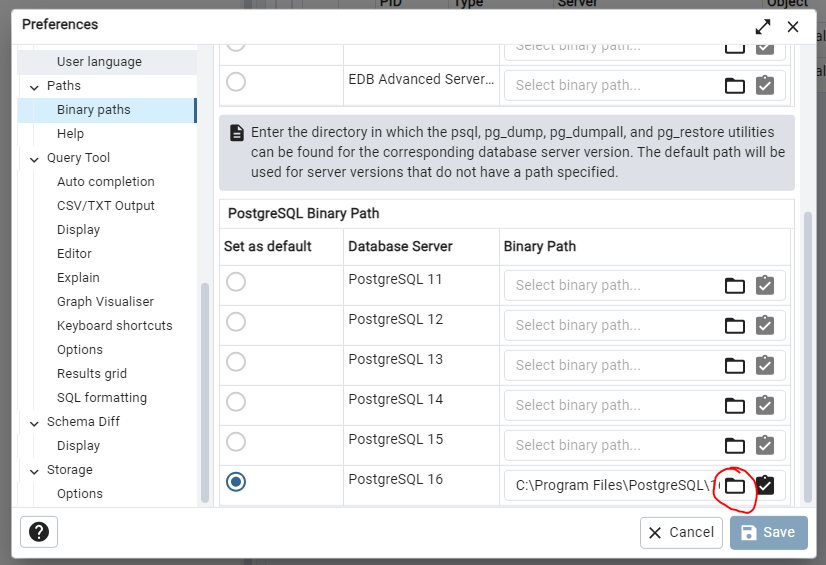 PID Type Server Object
Preferences
User language
Paths
Binary paths
Help
Query Tool
Auto completion
CSV/TXT Output
Display
Editor
Explain
Graph Visualiser
Keyboard shortcuts
Options
Results grid
SQL formatting
Schema Diff
Display
Storage
Options
Select binary path...
EDB Advanced Server... Select binary path...
Enter the directory in which the psql, pg_dump, pg_dumpall, and pg_restore utilities
can be found for the corresponding database server version. The default path will be
used for server versions that do not have a path specified.
PostgreSQL Binary Path
Set as default Database Server Binary Path
PostgreSQL 11 Select binary path...
PostgreSQL 12 Select binary path...
PostgreSQL 13 Select binary path...
PostgreSQL 14 Select binary path...
PostgreSQL 15 Select binary path...
PostgreSQL 16 C:\Program Files\PostgreSQL\1
? Cancel Save